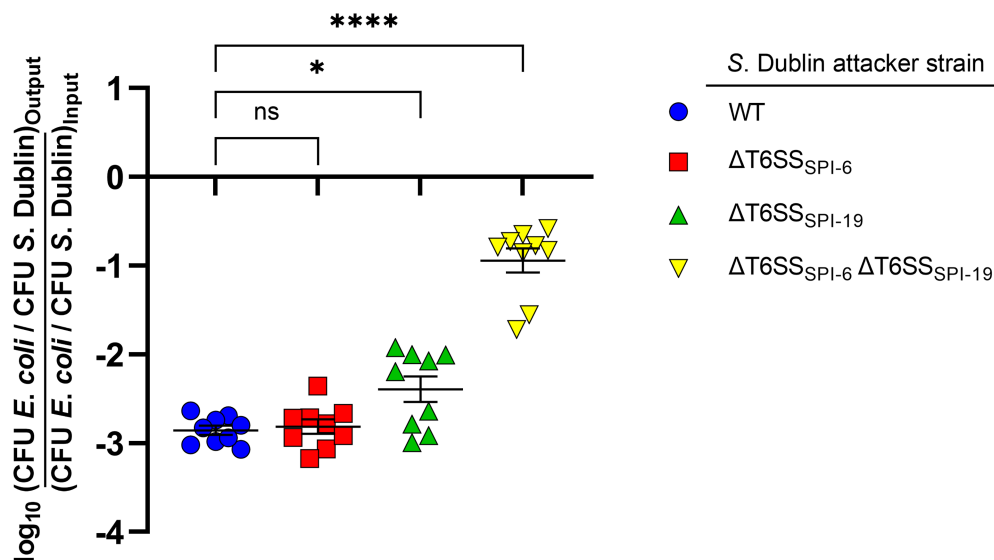 ****
*
ns
1
0
-1
-2
-3
-4
log10 (CFU E. coli / CFU S. Dublin)Output
(CFU E. coli / CFU S. Dublin)Input
S. Dublin attacker strain
WT
ΔT6SSSPI-6
ΔT6SSSPI-19
ΔT6SSSPI-6 ΔT6SSSPI-19